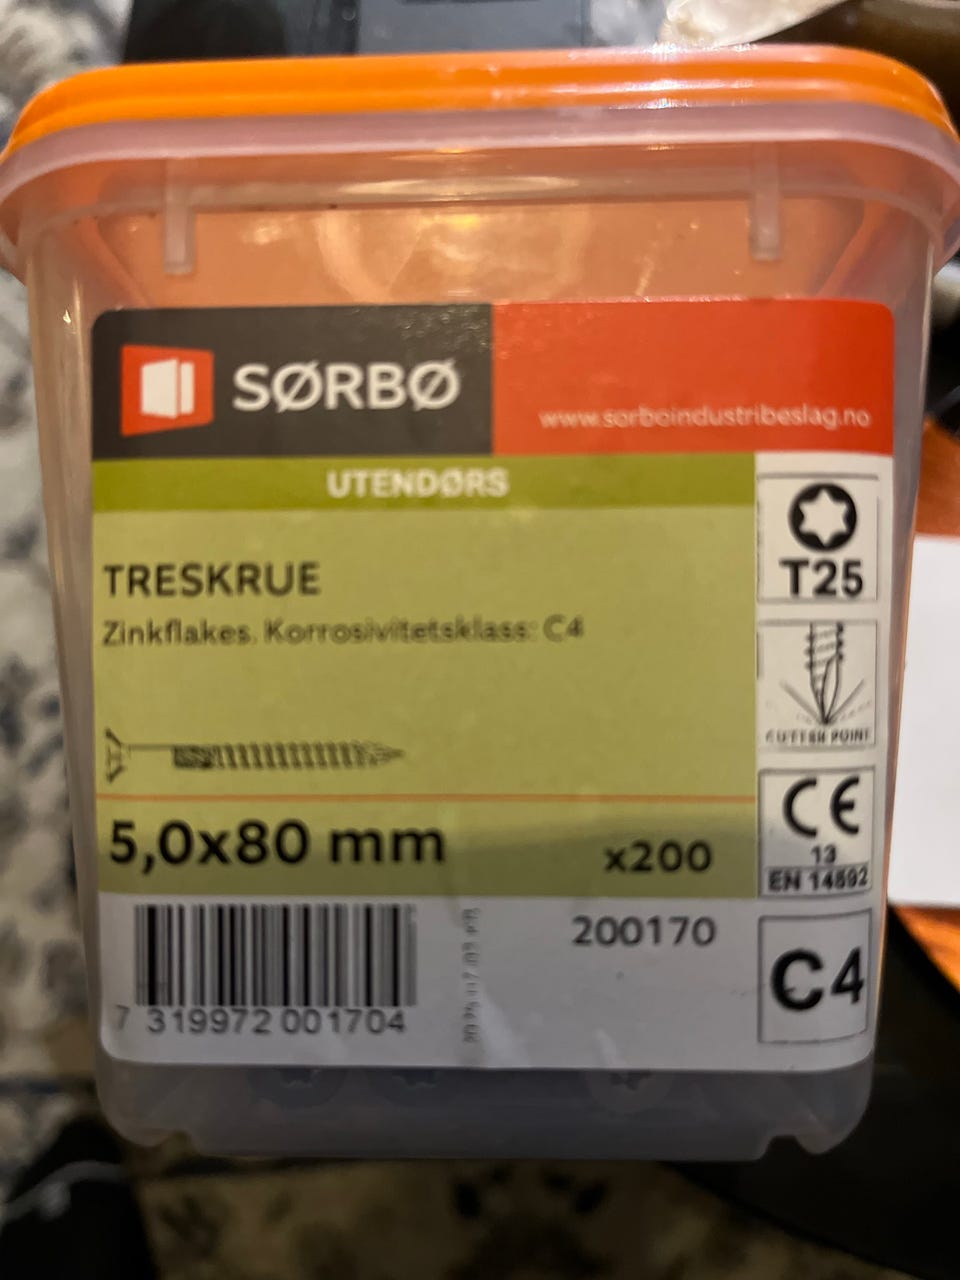 SØRBØ
www.sorboindustribeslag.no
UTENDØRS
T25
TRESKRUE
Zinkflakes. Korrosivitetsklass: C4
CUTTER POINT
5,0x80 mm
x200
CE
13
EN 14592
200170
C4
7 319972 001704